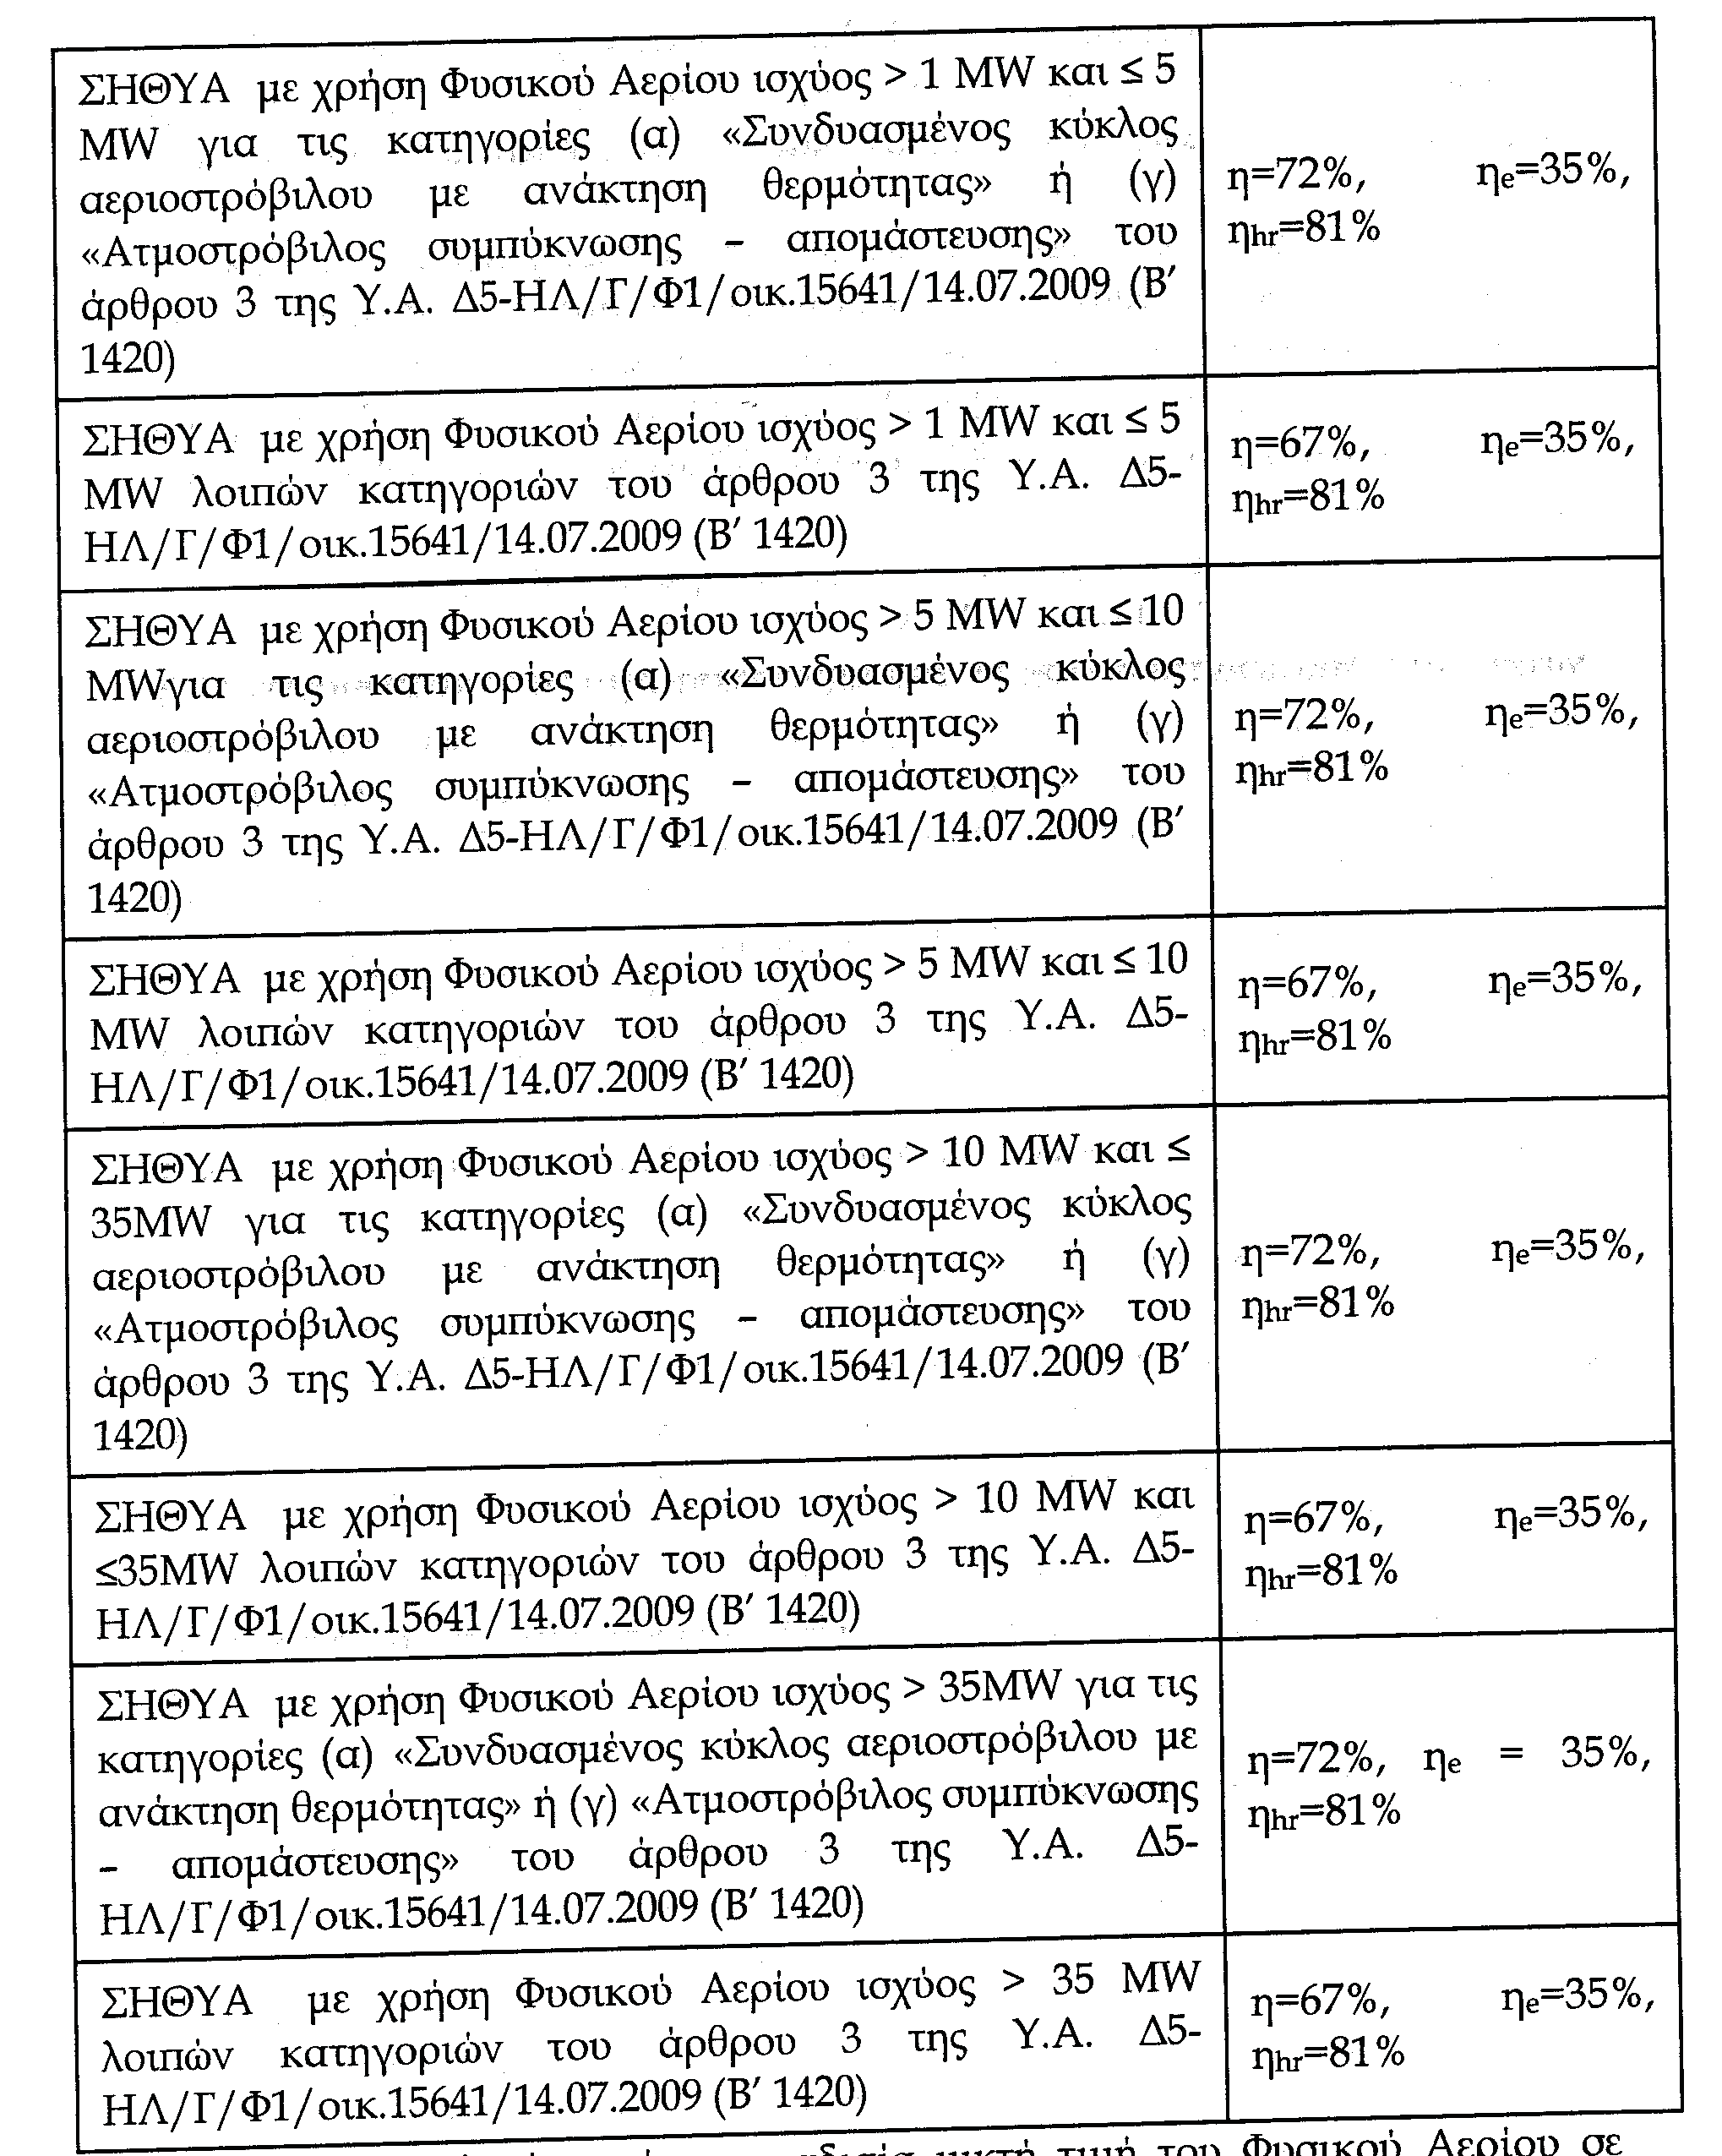 ΣΗΘΥΑ με χρήση Φυσικού Αερίου ισχύος > 1 MW και ≤ 5
MW για τις κατηγορίες (α) «Συνδυασμένος κύκλος
αεριοστρόβιλου με ανάκτηση θερμότητας» ή (γ)
«Ατμοστρόβιλος συμπύκνωσης – απομάστευσης» του
άρθρου 3 της Υ.Α. Δ5-ΗΛ/Γ/Φ1/οικ.15641/14.07.2009 (Β′
1420)
η=72%, ηe=35%,
ηhr=81%
ΣΗΘΥΑ με χρήση Φυσικού Αερίου ισχύος > 1 MW και ≤ 5
MW λοιπών κατηγοριών του άρθρου 3 της Υ.Α. Δ5-
ΗΛ/Γ/Φ1/οικ.15641/14.07.2009 (Β′ 1420)
η=67%, ηe=35%,
ηhr=81%
ΣΗΘΥΑ με χρήση Φυσικού Αερίου ισχύος > 5 MW και ≤ 10
MWγια τις κατηγορίες (α) «Συνδυασμένος κύκλος
αεριοστρόβιλου με ανάκτηση θερμότητας» ή (γ)
«Ατμοστρόβιλος συμπύκνωσης – απομάστευσης» του
άρθρου 3 της Υ.Α. Δ5-ΗΛ/Γ/Φ1/οικ.15641/14.07.2009 (Β′
1420)
η=72%, ηe=35%,
ηhr=81%
ΣΗΘΥΑ με χρήση Φυσικού Αερίου ισχύος > 5 MW και ≤ 10
MW λοιπών κατηγοριών του άρθρου 3 της Υ.Α. Δ5-
ΗΛ/Γ/Φ1/οικ.15641/14.07.2009 (Β′ 1420)
η=67%, ηe=35%,
ηhr=81%
ΣΗΘΥΑ με χρήση Φυσικού Αερίου ισχύος > 10 MW και ≤
35MW για τις κατηγορίες (α) «Συνδυασμένος κύκλος
αεριοστρόβιλου με ανάκτηση θερμότητας» ή (γ)
«Ατμοστρόβιλος συμπύκνωσης – απομάστευσης» του
άρθρου 3 της Υ.Α. Δ5-ΗΛ/Γ/Φ1/οικ.15641/14.07.2009 (Β′
1420)
η=72%, ηe=35%,
ηhr=81%
ΣΗΘΥΑ με χρήση Φυσικού Αερίου ισχύος > 10 MW και
≤35MW λοιπών κατηγοριών του άρθρου 3 της Υ.Α. Δ5-
ΗΛ/Γ/Φ1/οικ.15641/14.07.2009 (Β′ 1420)
η=67%, ηe=35%,
ηhr=81%
ΣΗΘΥΑ με χρήση Φυσικού Αερίου ισχύος > 35MW για τις
κατηγορίες (α) «Συνδυασμένος κύκλος αεριοστρόβιλου με
ανάκτηση θερμότητας» ή (γ) «Ατμοστρόβιλος συμπύκνωσης
– απομάστευσης» του άρθρου 3 της Υ.Α. Δ5-
ΗΛ/Γ/Φ1/οικ.15641/14.07.2009 (Β′ 1420)
η=72%, ηe = 35%,
ηhr=81%
ΣΗΘΥΑ με χρήση Φυσικού Αερίου ισχύος > 35 MW
λοιπών κατηγοριών του άρθρου 3 της Υ.Α. Δ5-
ΗΛ/Γ/Φ1/οικ.15641/14.07.2009 (Β′ 1420)
η=67%, ηe=35%,
ηhr=81%
τιμή του Φυσικού Αερίου σε